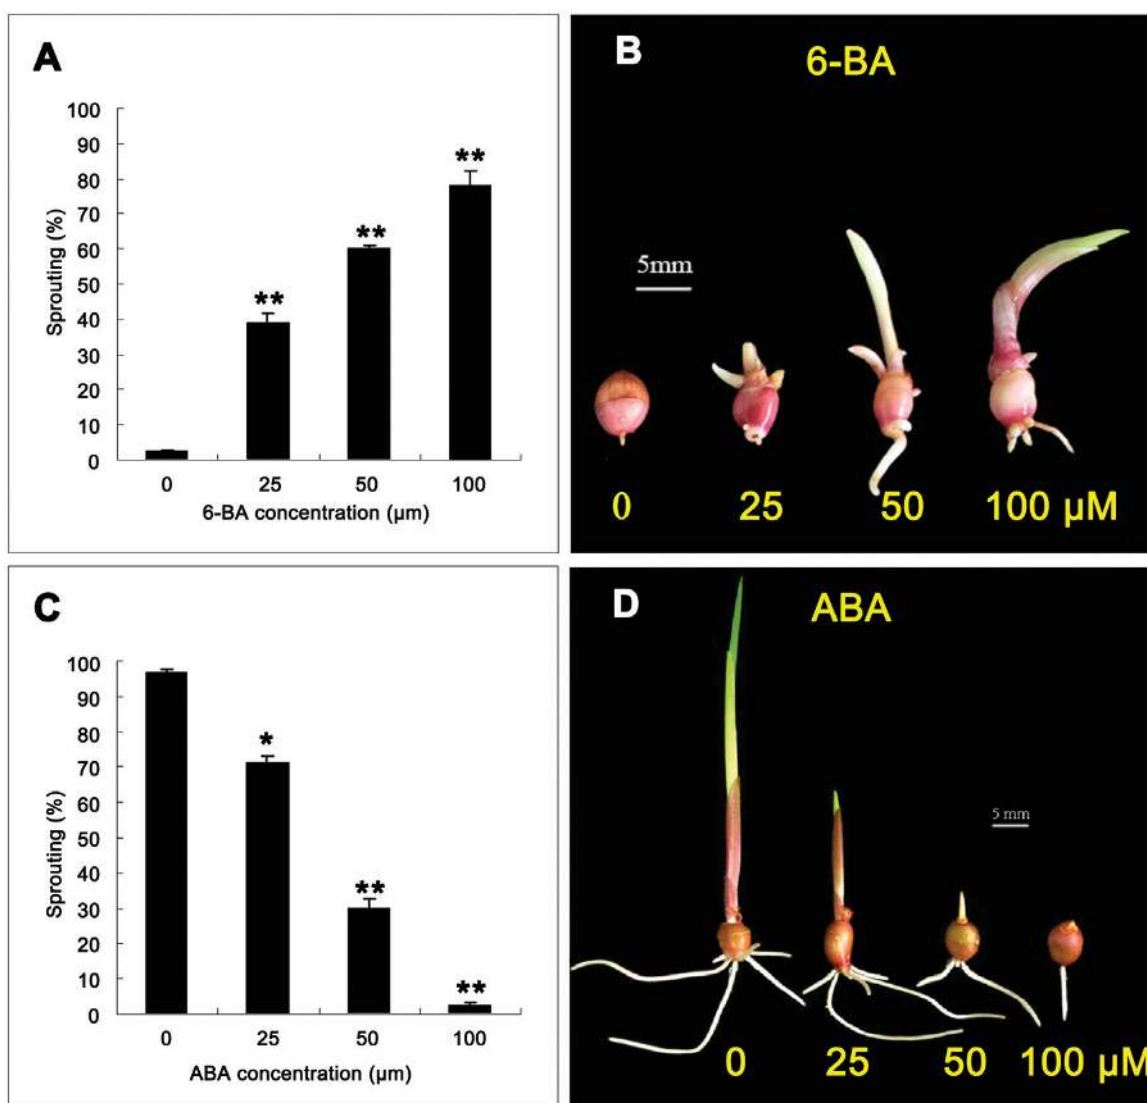 A
100
90
80
70
60
50
40
30
20
10
0
Sprouting (%)
** ** **
0 25 50 100
6-BA concentration (μm)
B
6-BA
5mm
0 25 50 100 μM
C
100
90
80
70
60
50
40
30
20
10
0
Sprouting (%)
* ** **
0 25 50 100
ABA concentration (μm)
D
ABA
5 mm
0 25 50 100 μM